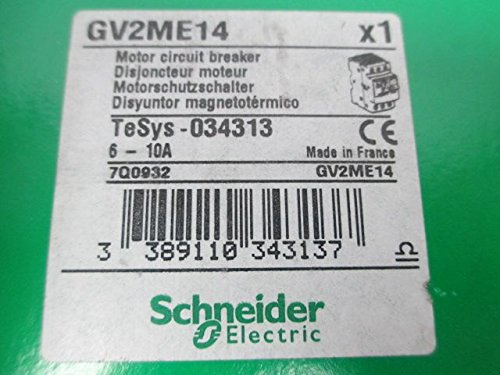 GV2ME14 x1
Motor circuit breaker
Disjoncteur moteur
Motorschutzschalter
Disyuntor magnetotérmico
TeSys-034313 CE
6 - 10A Made in France
7Q0932 GV2ME14
3 389110 343137
Schneider
Electric